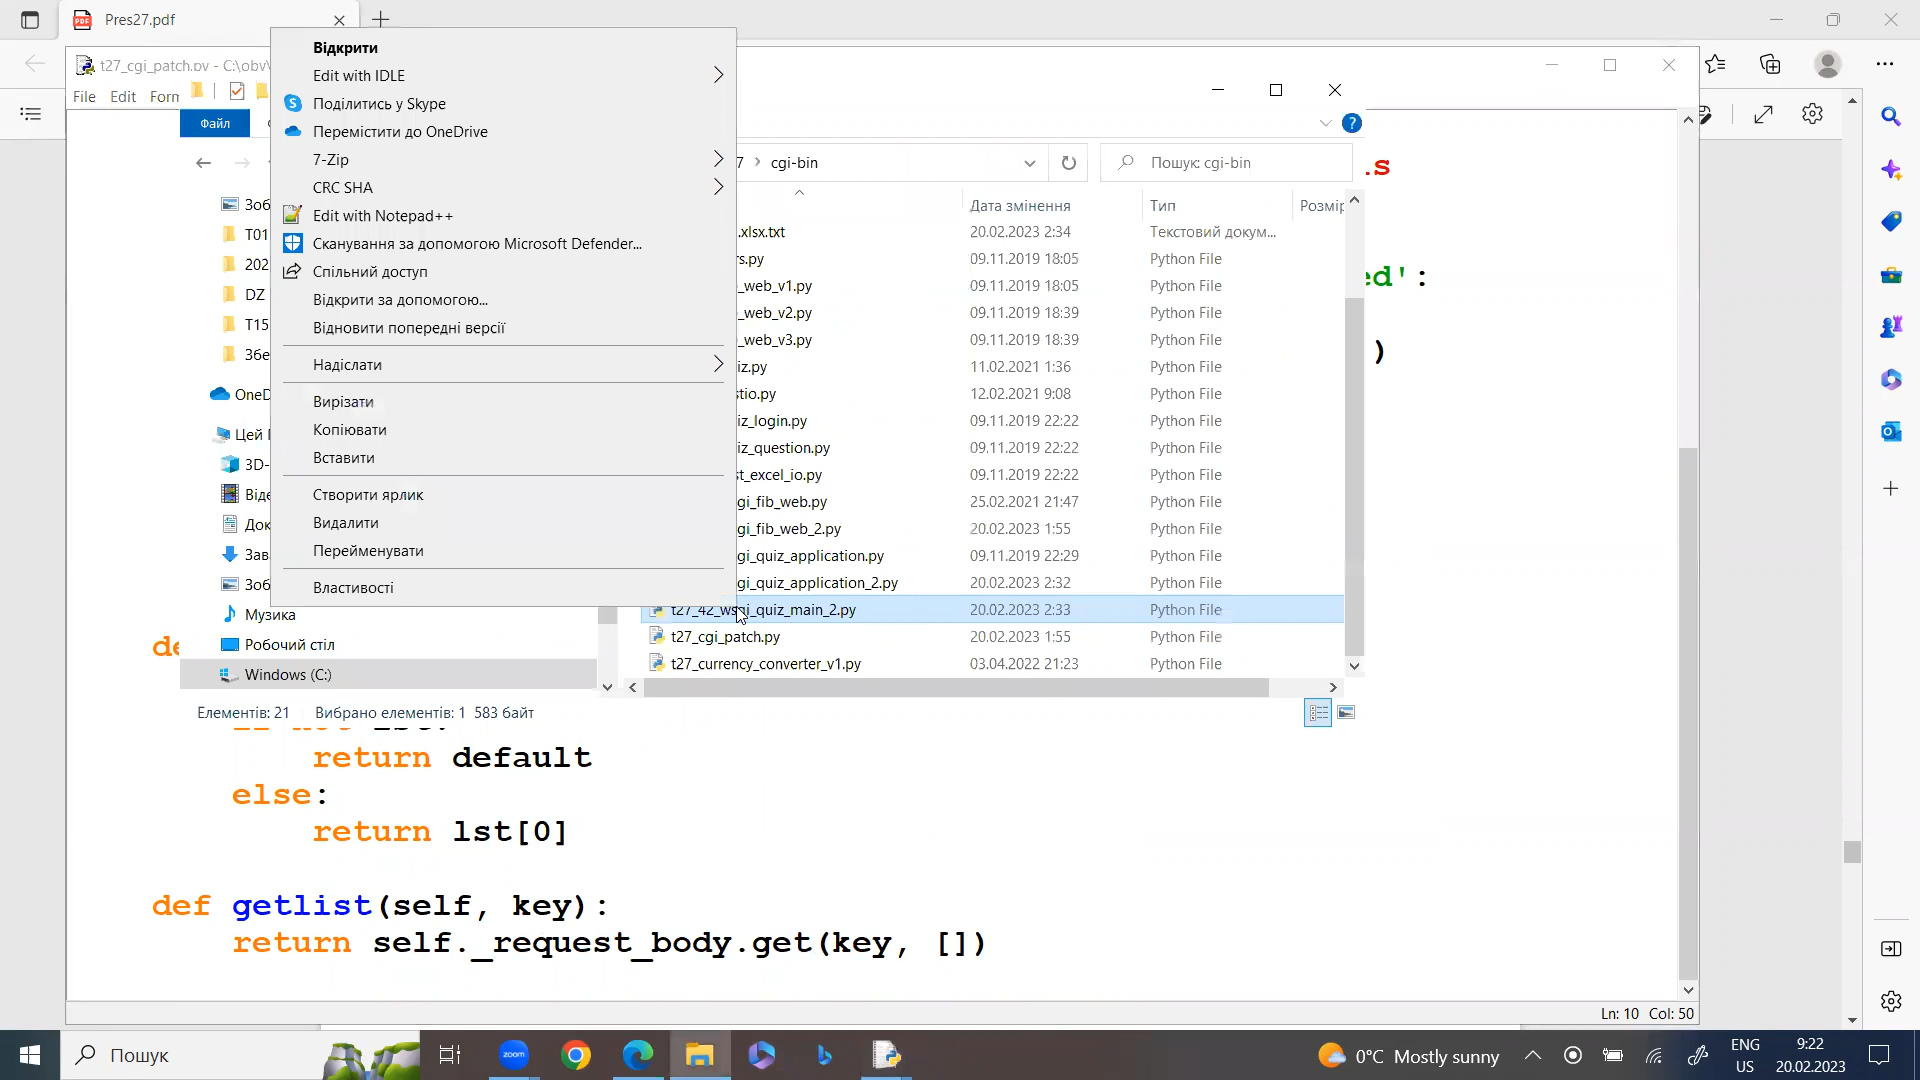 Pres27.pdf
t27_cgi_patch.py - C:\obv\
File Edit Form
Файл
Відкрити
Edit with IDLE
Поділитись у Skype
Перемістити до OneDrive
7-Zip
CRC SHA
Edit with Notepad++
Сканування за допомогою Microsoft Defender...
Спільний доступ
Відкрити за допомогою...
Відновити попередні версії
Надіслати
Вирізати
Копіювати
Вставити
Створити ярлик
Видалити
Перейменувати
Властивості
7 › cgi-bin
Пошук: cgi-bin
Дата змінення Тип Розмір
.xlsx.txt 20.02.2023 2:34 Текстовий докум...
rs.py 09.11.2019 18:05 Python File
_web_v1.py 09.11.2019 18:05 Python File
_web_v2.py 09.11.2019 18:39 Python File
_web_v3.py 09.11.2019 18:39 Python File
iz.py 11.02.2021 1:36 Python File
stio.py 12.02.2021 9:08 Python File
iz_login.py 09.11.2019 22:22 Python File
iz_question.py 09.11.2019 22:22 Python File
st_excel_io.py 09.11.2019 22:22 Python File
gi_fib_web.py 25.02.2021 21:47 Python File
gi_fib_web_2.py 20.02.2023 1:55 Python File
gi_quiz_application.py 09.11.2019 22:29 Python File
gi_quiz_application_2.py 20.02.2023 2:32 Python File
t27_42_wsgi_quiz_main_2.py 20.02.2023 2:33 Python File
t27_cgi_patch.py 20.02.2023 1:55 Python File
t27_currency_converter_v1.py 03.04.2022 21:23 Python File
Зоб
T01
202
DZ
T15
Збе
OneD
Цей
3D-
Віде
Док
Зава
Зоб
Музика
Робочий стіл
Windows (C:)
Елементів: 21 Вибрано елементів: 1 583 байт
.s
ed':
)
de
return default
else:
return lst[0]
def getlist(self, key):
return self._request_body.get(key, [])
Ln: 10 Col: 50
Пошук
zoom
0°C Mostly sunny
ENG
US
9:22
20.02.2023